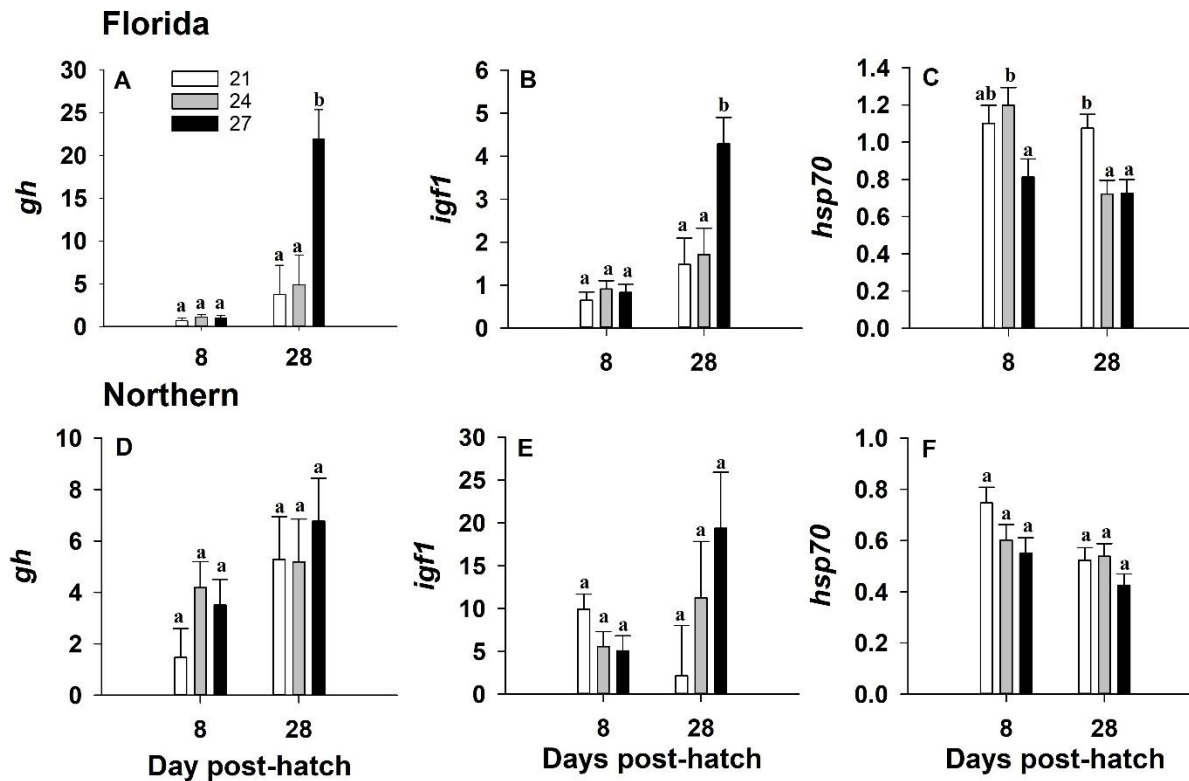 Florida
A
21
24
27
30
25
20
15
10
5
0
gh
a a a
a a b
8 28
B
6
5
4
3
2
1
0
igf1
a a a
a a b
8 28
C
1.4
1.2
1.0
0.8
0.6
0.4
0.2
0.0
hsp70
ab b a
b a a
8 28
Northern
D
10
8
6
4
2
0
gh
a a a
a a a
8 28
Day post-hatch
E
30
25
20
15
10
5
0
igf1
a a a
a a a
8 28
Days post-hatch
F
1.0
0.8
0.6
0.4
0.2
0.0
hsp70
a a a
a a a
8 28
Days post-hatch